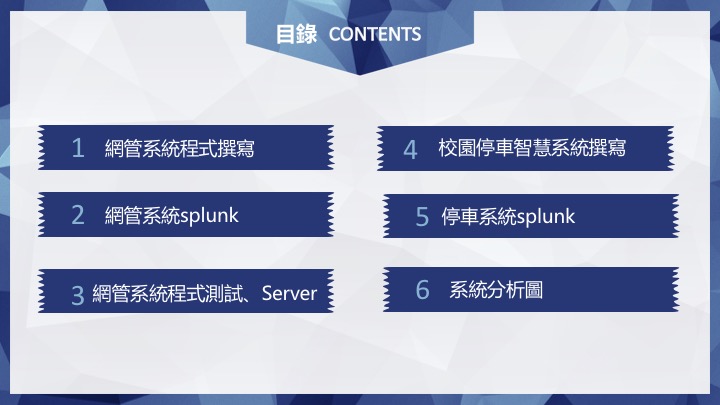 目錄 CONTENTS
1 網管系統程式撰寫
2 網管系統splunk
3 網管系統程式測試、Server
4 校園停車智慧系統撰寫
5 停車系統splunk
6 系統分析圖